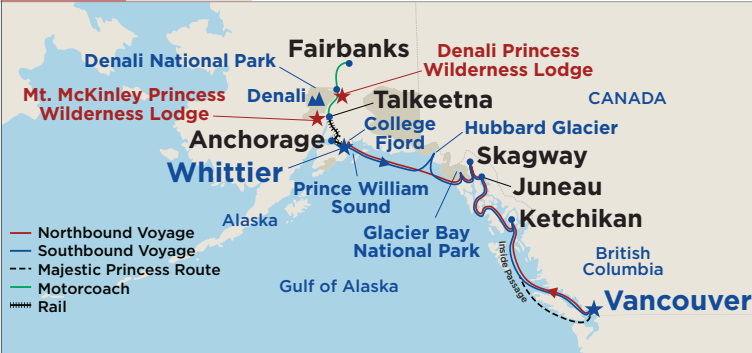 Fairbanks
Denali National Park
Denali Princess
Wilderness Lodge
Denali
Mt. McKinley Princess
Wilderness Lodge
Talkeetna
CANADA
College
Fjord
Hubbard Glacier
Anchorage
Skagway
Whittier
Prince William
Sound
Juneau
Alaska
Glacier Bay
National Park
Ketchikan
Northbound Voyage
Southbound Voyage
Majestic Princess Route
Motorcoach
Rail
Gulf of Alaska
Inside Passage
British
Columbia
Vancouver